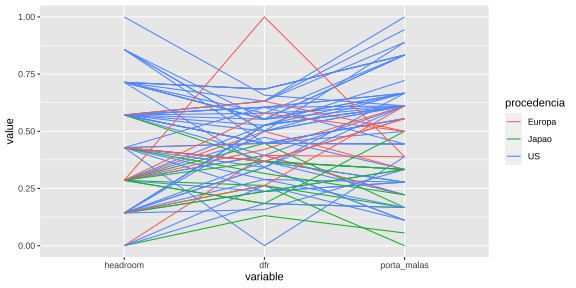 1.00
0.75
0.50
0.25
0.00
value
headroom dfr porta_malas
variable
procedencia
Europa
Japao
US